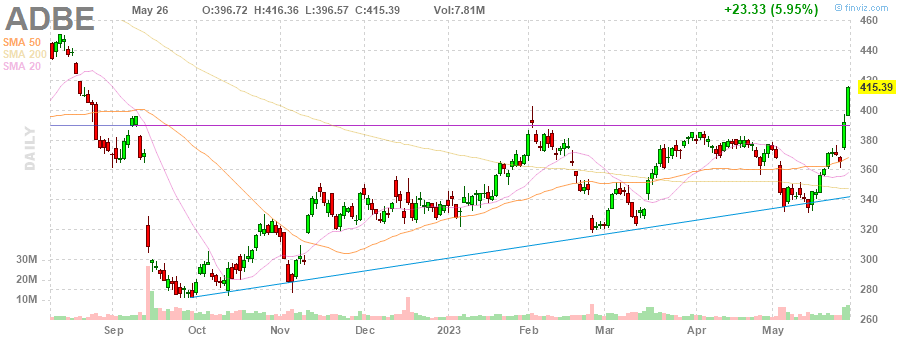 ADBE May 26 O:396.72 H:416.36 L:396.57 C:415.39 Vol:7.81M +23.33 (5.95%) © finviz.com
SMA 50
SMA 200
SMA 20
DAILY
460
440
420
415.39
400
380
360
340
320
300
280
260
30M
20M
10M
Sep Oct Nov Dec 2023 Feb Mar Apr May